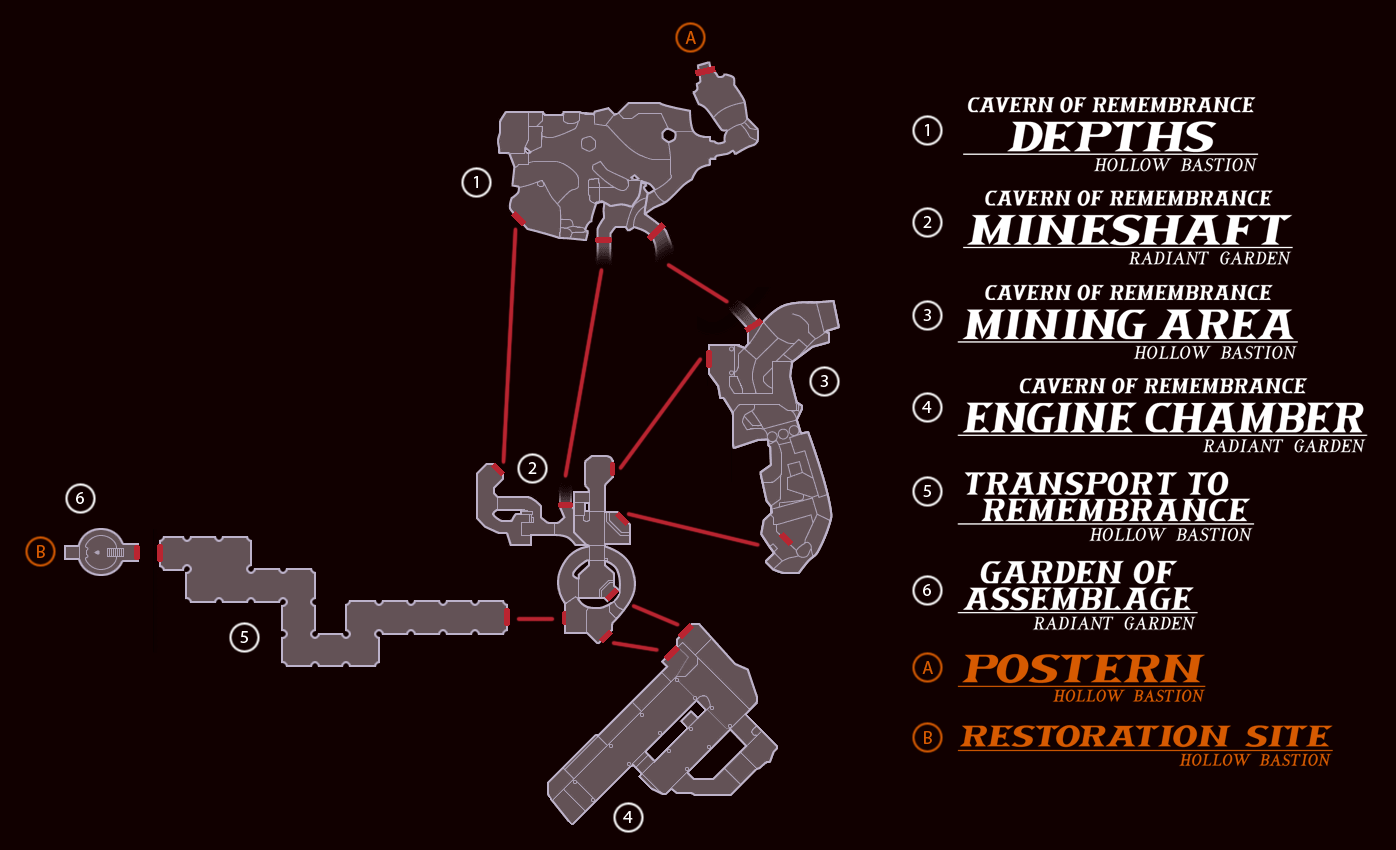 A
1
2
3
6
B
5
4
1
CAVERN OF REMEMBRANCE
DEPTHS
HOLLOW BASTION
2
CAVERN OF REMEMBRANCE
MINESHAFT
RADIANT GARDEN
3
CAVERN OF REMEMBRANCE
MINING AREA
HOLLOW BASTION
4
CAVERN OF REMEMBRANCE
ENGINE CHAMBER
RADIANT GARDEN
5
TRANSPORT TO
REMEMBRANCE
HOLLOW BASTION
6
GARDEN OF
ASSEMBLAGE
RADIANT GARDEN
A
POSTERN
HOLLOW BASTION
B
RESTORATION SITE
HOLLOW BASTION